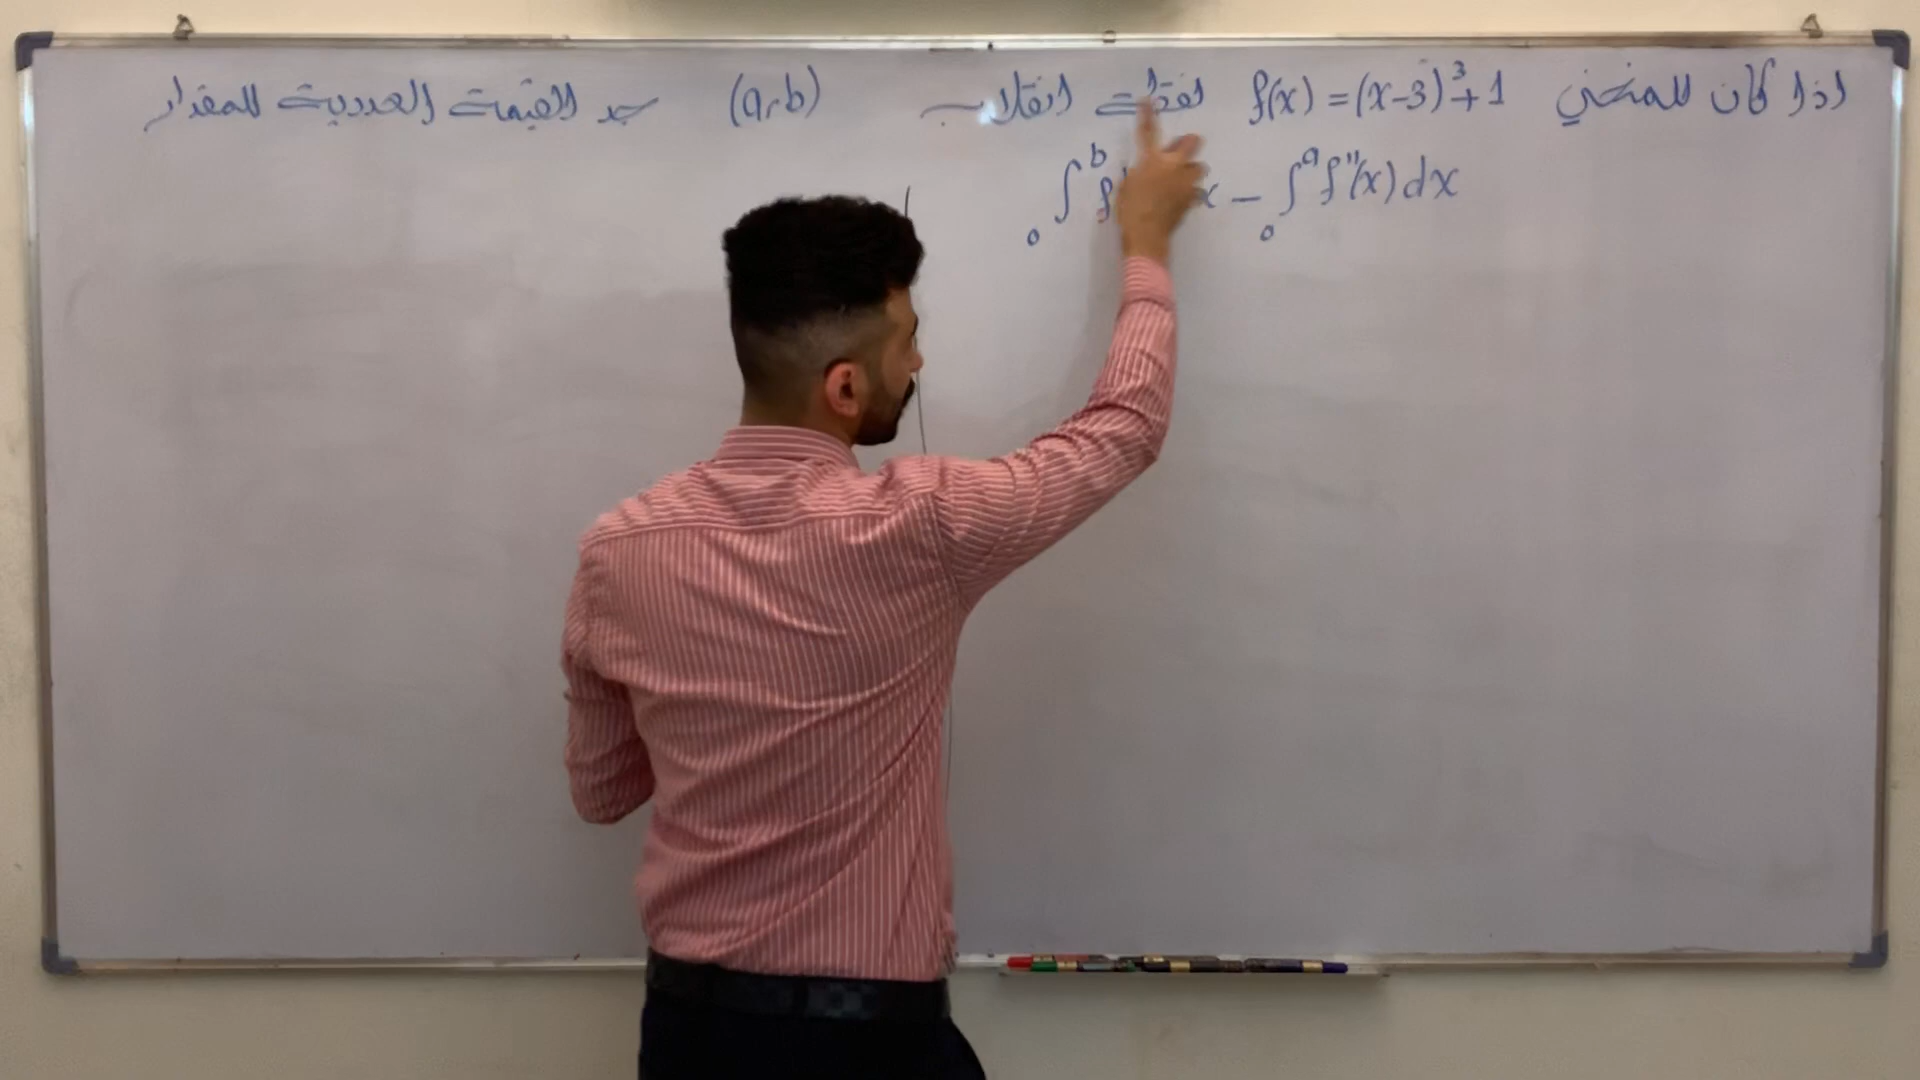 اذا كان للمنحني f(x) = (x-3)³ + 1 نقطة انقلاب (a,b) جد القيمة العددية للمقدار
∫₀ᵇ f x - ∫₀ᵃ f''(x) dx